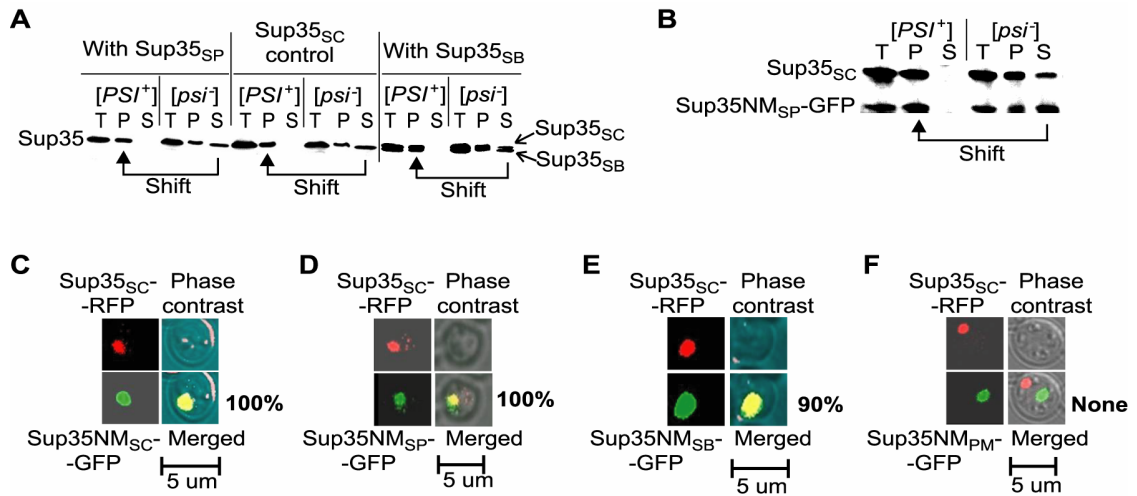 A
With Sup35SP
Sup35SC control
With Sup35SB
[PSI+] [psi-] [PSI+] [psi-] [PSI+] [psi-]
T P S T P S T P S T P S T P S T P S
Sup35
Sup35SC
Sup35SB
Shift Shift Shift
B
[PSI+] [psi-]
T P S T P S
Sup35SC
Sup35NMSP-GFP
Shift
C
Sup35SC-
-RFP
Phase
contrast
100%
Sup35NMSC-
-GFP
Merged
5 um
D
Sup35SC-
-RFP
Phase
contrast
100%
Sup35NMSP-
-GFP
Merged
5 um
E
Sup35SC-
-RFP
Phase
contrast
90%
Sup35NMSB-
-GFP
Merged
5 um
F
Sup35SC-
-RFP
Phase
contrast
None
Sup35NMPM-
-GFP
Merged
5 um